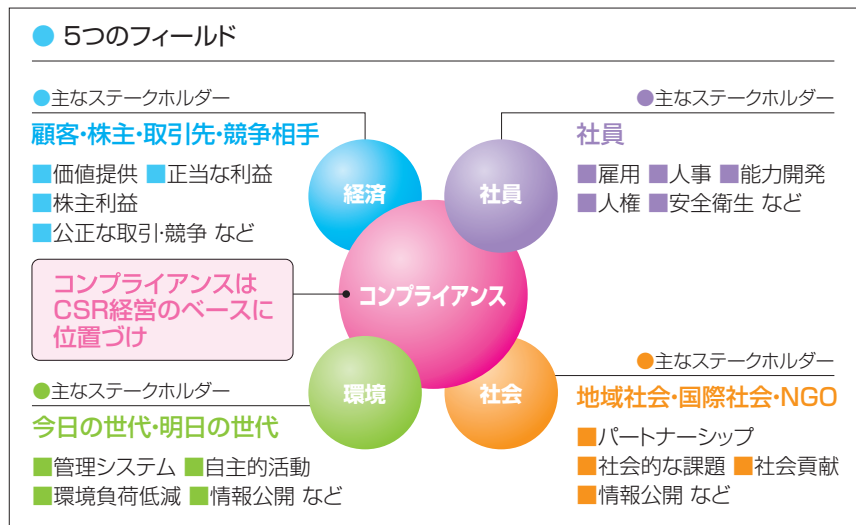 ● 5つのフィールド
●主なステークホルダー
顧客・株主・取引先・競争相手
■価値提供 ■正当な利益
■株主利益
■公正な取引・競争 など
●主なステークホルダー
社員
■雇用 ■人事 ■能力開発
■人権 ■安全衛生 など
経済
社員
コンプライアンス
環境
社会
コンプライアンスは
CSR経営のベースに
位置づけ
●主なステークホルダー
今日の世代・明日の世代
■管理システム ■自主的活動
■環境負荷低減 ■情報公開 など
●主なステークホルダー
地域社会・国際社会・NGO
■パートナーシップ
■社会的な課題 ■社会貢献
■情報公開 など